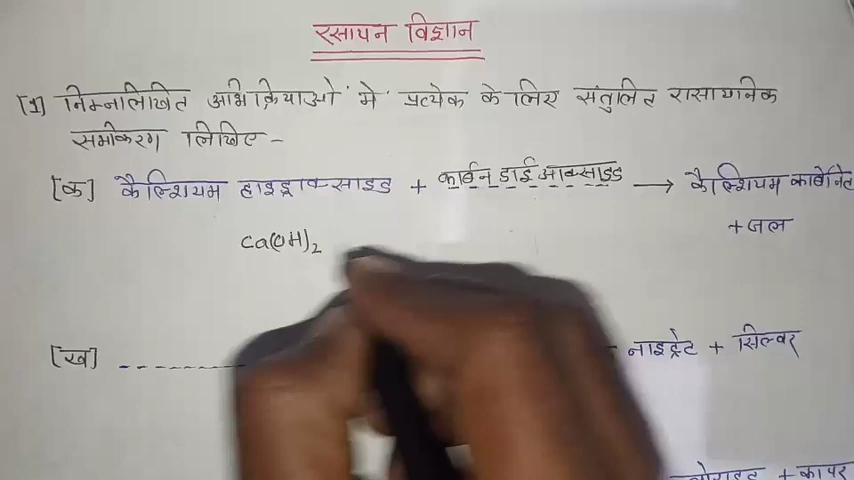 रसायन विज्ञान
[1] निम्नलिखित अभिक्रियाओं में प्रत्येक के लिए संतुलित रासायनिक
समीकरण लिखिए -
[क] कैल्शियम हाइड्राक्साइड + कार्बन डाई आक्साइड → कैल्शियम कार्बोनेट
+ जल
Ca(OH)2
[ख] -------- नाइट्रेट + सिल्वर
+ कापर